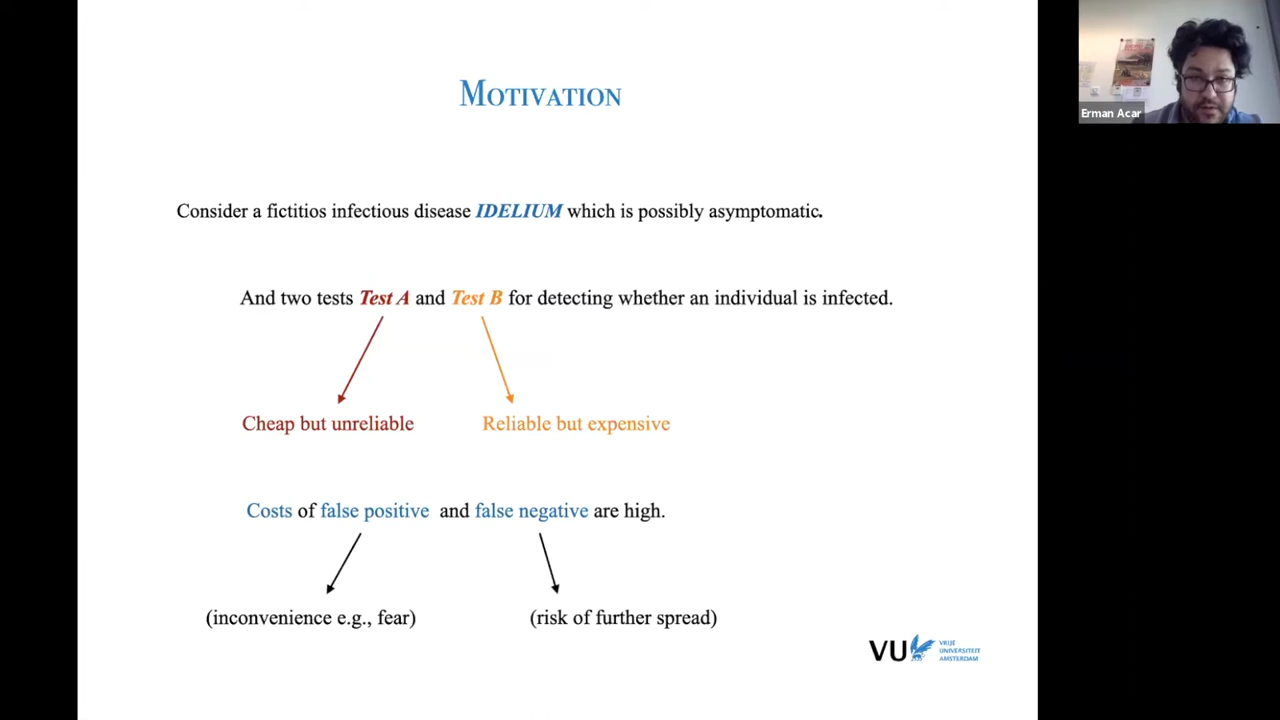 MOTIVATION
Consider a fictitios infectious disease IDELIUM which is possibly asymptomatic.
And two tests Test A and Test B for detecting whether an individual is infected.
Cheap but unreliable
Reliable but expensive
Costs of false positive and false negative are high.
(inconvenience e.g., fear)
(risk of further spread)
VU
VRIJE
UNIVERSITEIT
AMSTERDAM
Erman Acar